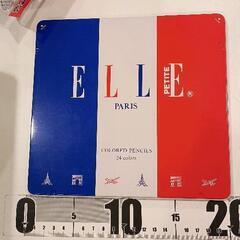 ELLE
PETITE
®
PARIS
COLORED PENCILS
24 colors
0 5 10 15 20